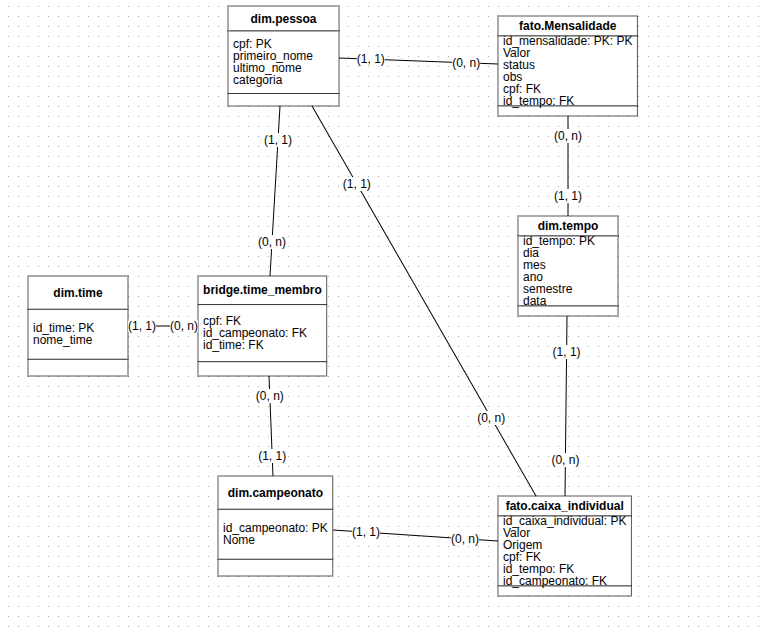 dim.pessoa
cpf: PK
primeiro_nome
ultimo_nome
categoria
fato.Mensalidade
id_mensalidade: PK: PK
Valor
status
obs
cpf: FK
id_tempo: FK
(1, 1)
(0, n)
(1, 1)
(0, n)
(1, 1)
(0, n)
(1, 1)
dim.tempo
id_tempo: PK
dia
mes
ano
semestre
data
(0, n)
dim.time
id_time: PK
nome_time
(1, 1)
(0, n)
bridge.time_membro
cpf: FK
id_campeonato: FK
id_time: FK
(1, 1)
(0, n)
(0, n)
(1, 1)
(0, n)
dim.campeonato
id_campeonato: PK
Nome
(1, 1)
(0, n)
fato.caixa_individual
id_caixa_individual: PK
Valor
Origem
cpf: FK
id_tempo: FK
id_campeonato: FK